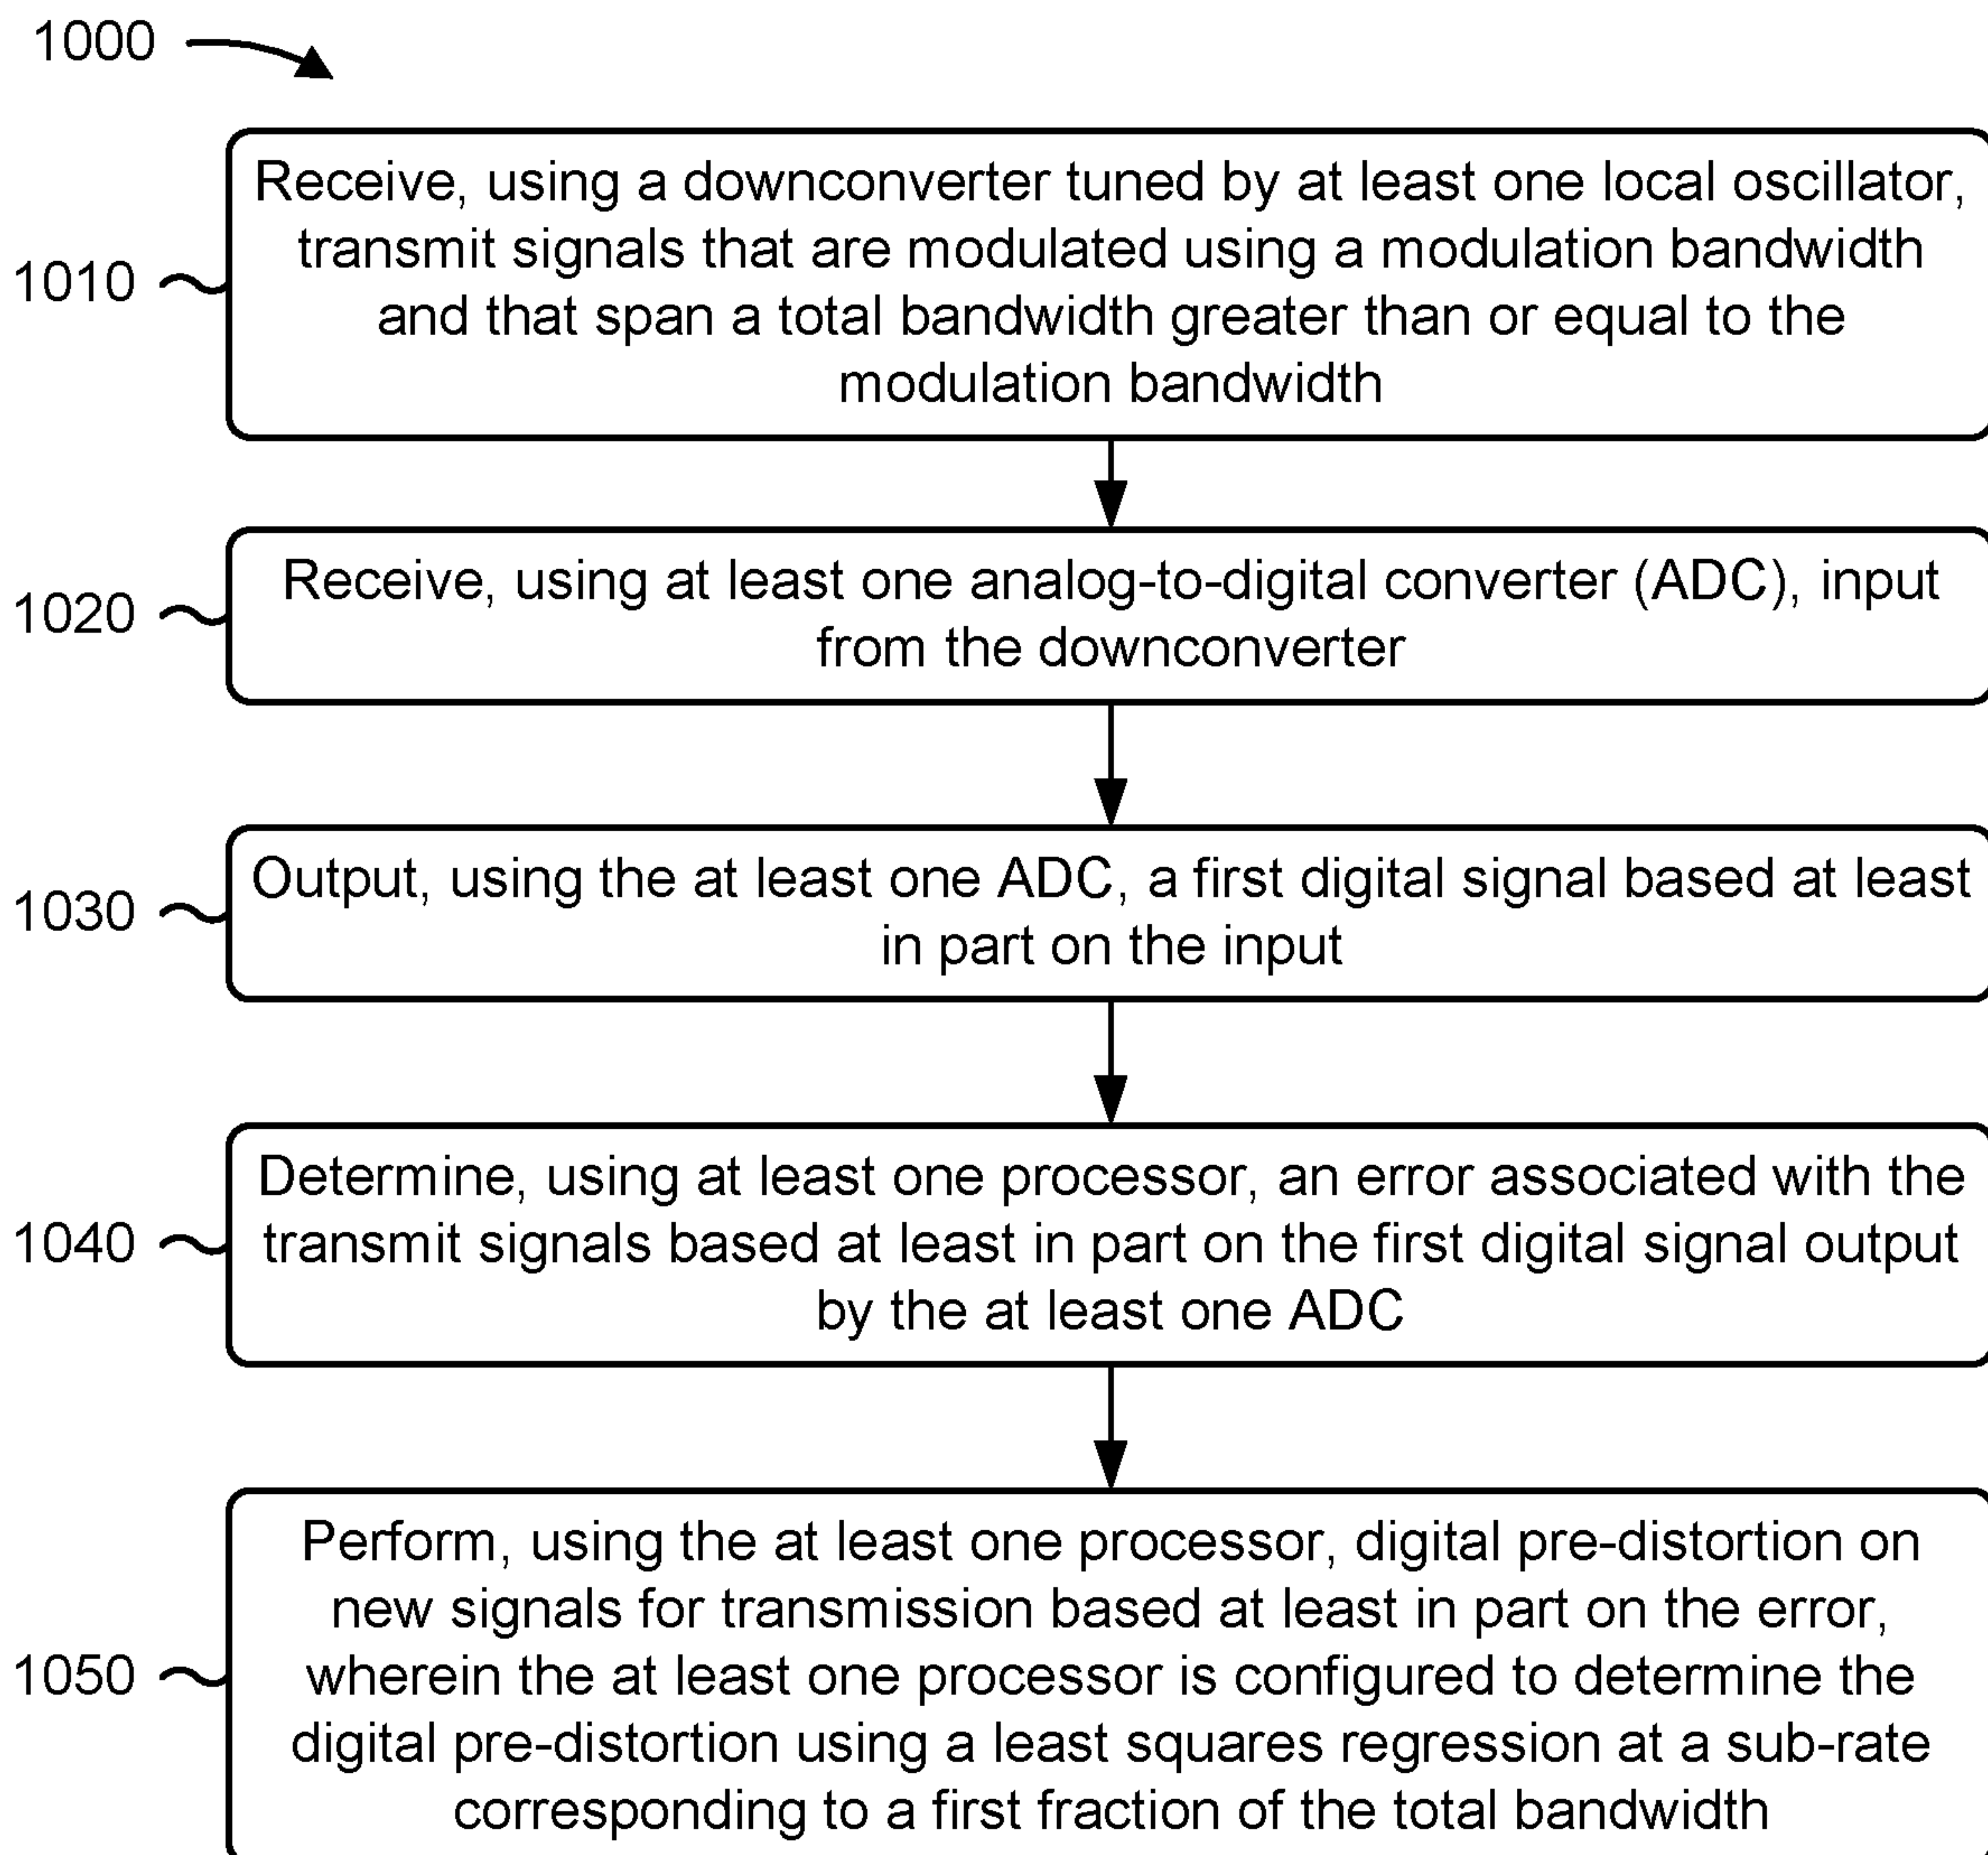 1000
1010
Receive, using a downconverter tuned by at least one local oscillator,
transmit signals that are modulated using a modulation bandwidth
and that span a total bandwidth greater than or equal to the
modulation bandwidth
1020
Receive, using at least one analog-to-digital converter (ADC), input
from the downconverter
1030
Output, using the at least one ADC, a first digital signal based at least
in part on the input
1040
Determine, using at least one processor, an error associated with the
transmit signals based at least in part on the first digital signal output
by the at least one ADC
1050
Perform, using the at least one processor, digital pre-distortion on
new signals for transmission based at least in part on the error,
wherein the at least one processor is configured to determine the
digital pre-distortion using a least squares regression at a sub-rate
corresponding to a first fraction of the total bandwidth